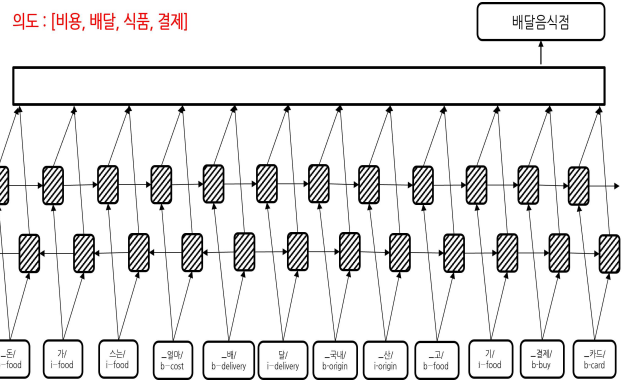 의도 : [비용, 배달, 식품, 결제]
배달음식점
_돈/ 가/ 스는/ _얼마/ _배/ 달/ _국내/ _산/ _고/ 기/ _결제/ _카드/
-food i-food i-food b-cost b-delivery i-delivery b-origin i-origin b-food I-food b-buy b-card